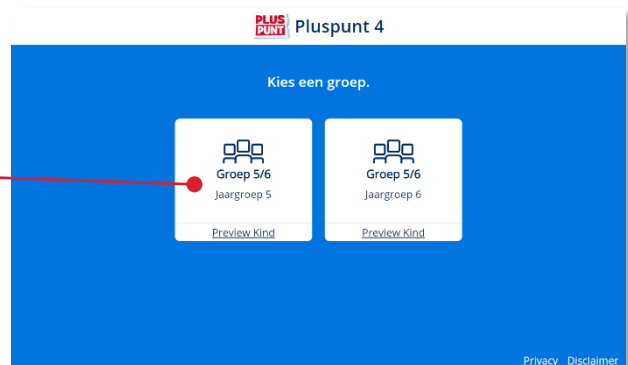 PLUS
PUNT
Pluspunt 4
Kies een groep.
Groep 5/6
Jaargroep 5
Preview Kind
Groep 5/6
Jaargroep 6
Preview Kind
Privacy Disclaimer